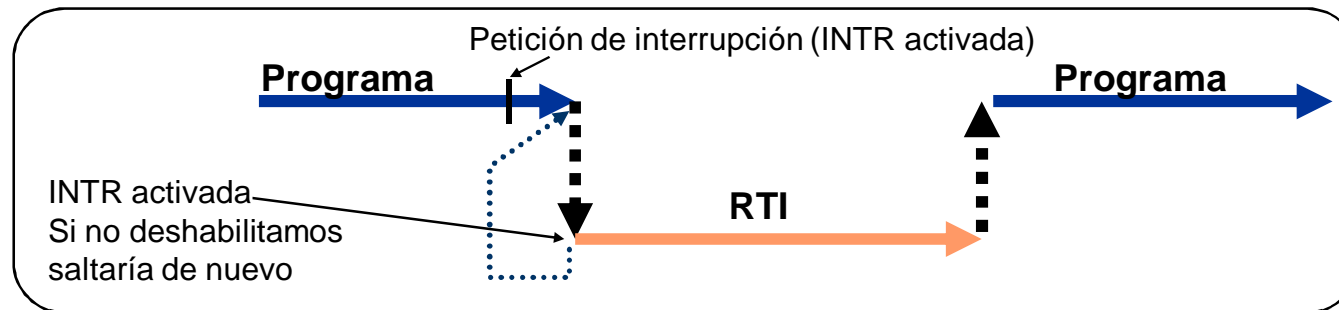 Petición de interrupción (INTR activada)
Programa
Programa
INTR activada
Si no deshabilitamos
saltaría de nuevo
RTI